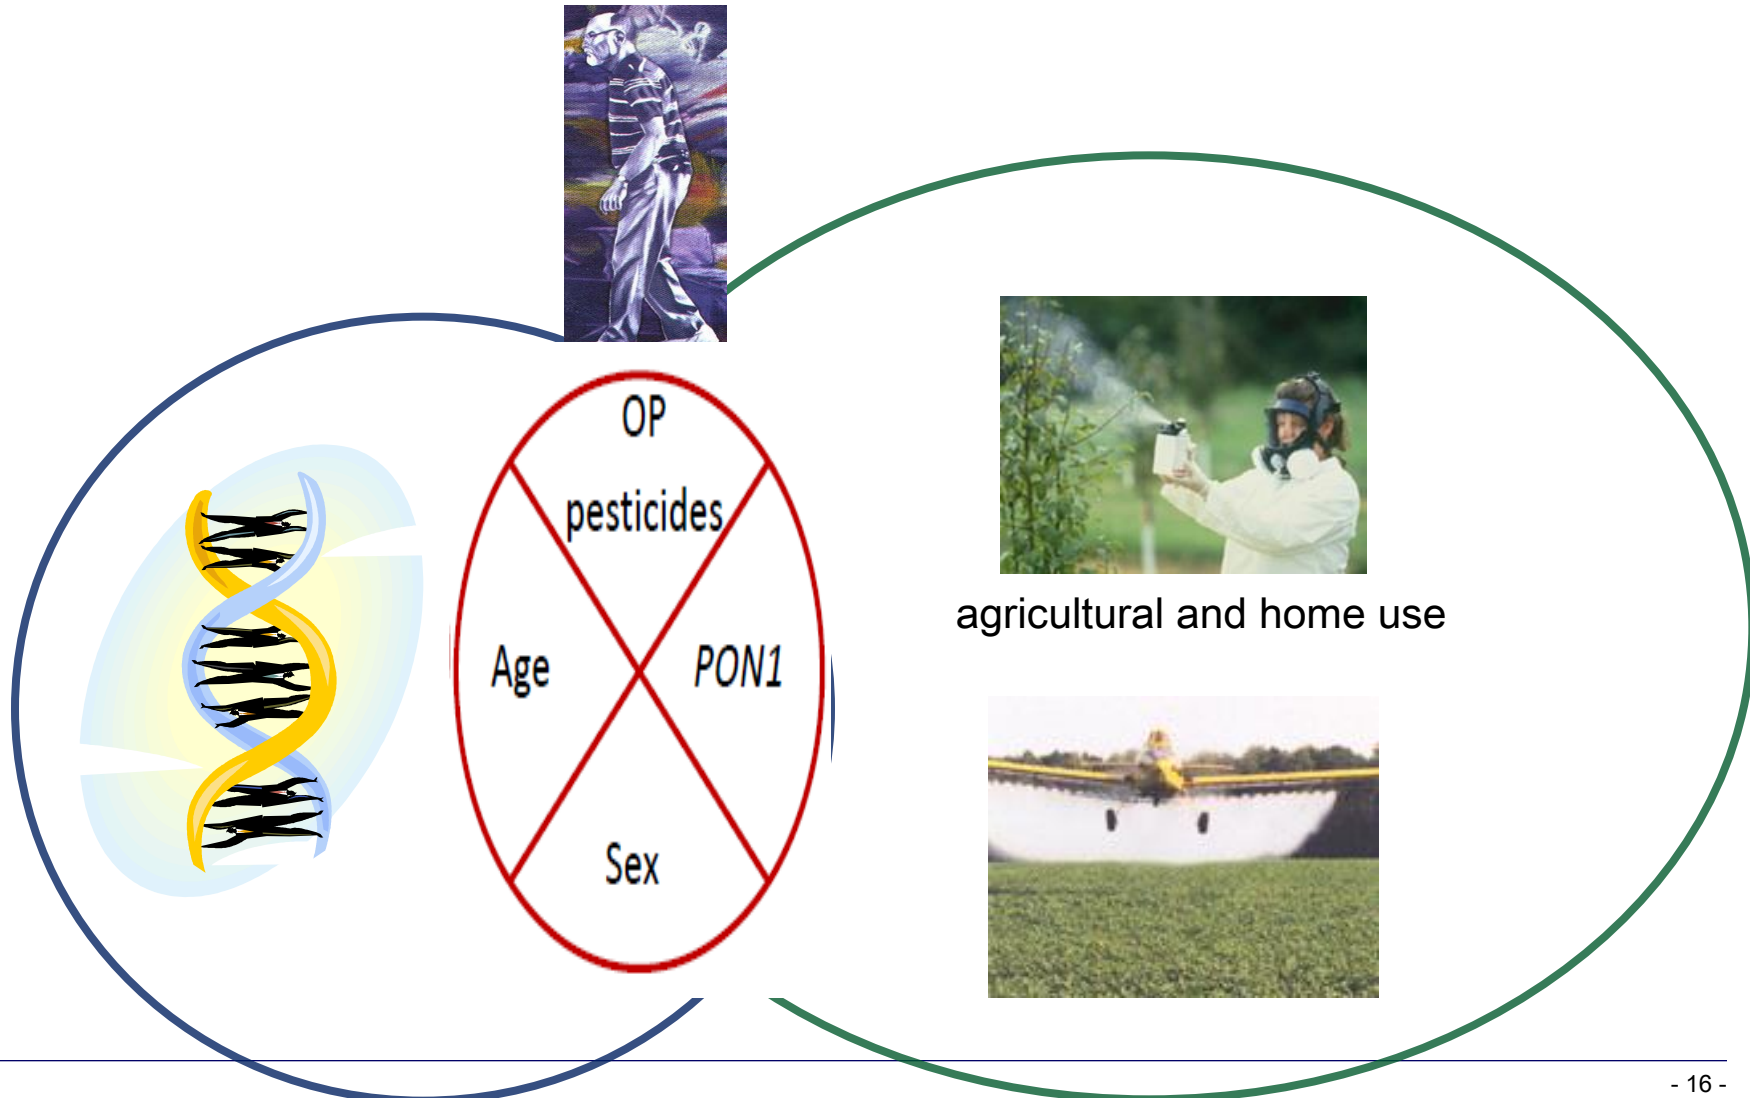 OP
pesticides
Age
PON1
Sex
agricultural and home use
- 16 -